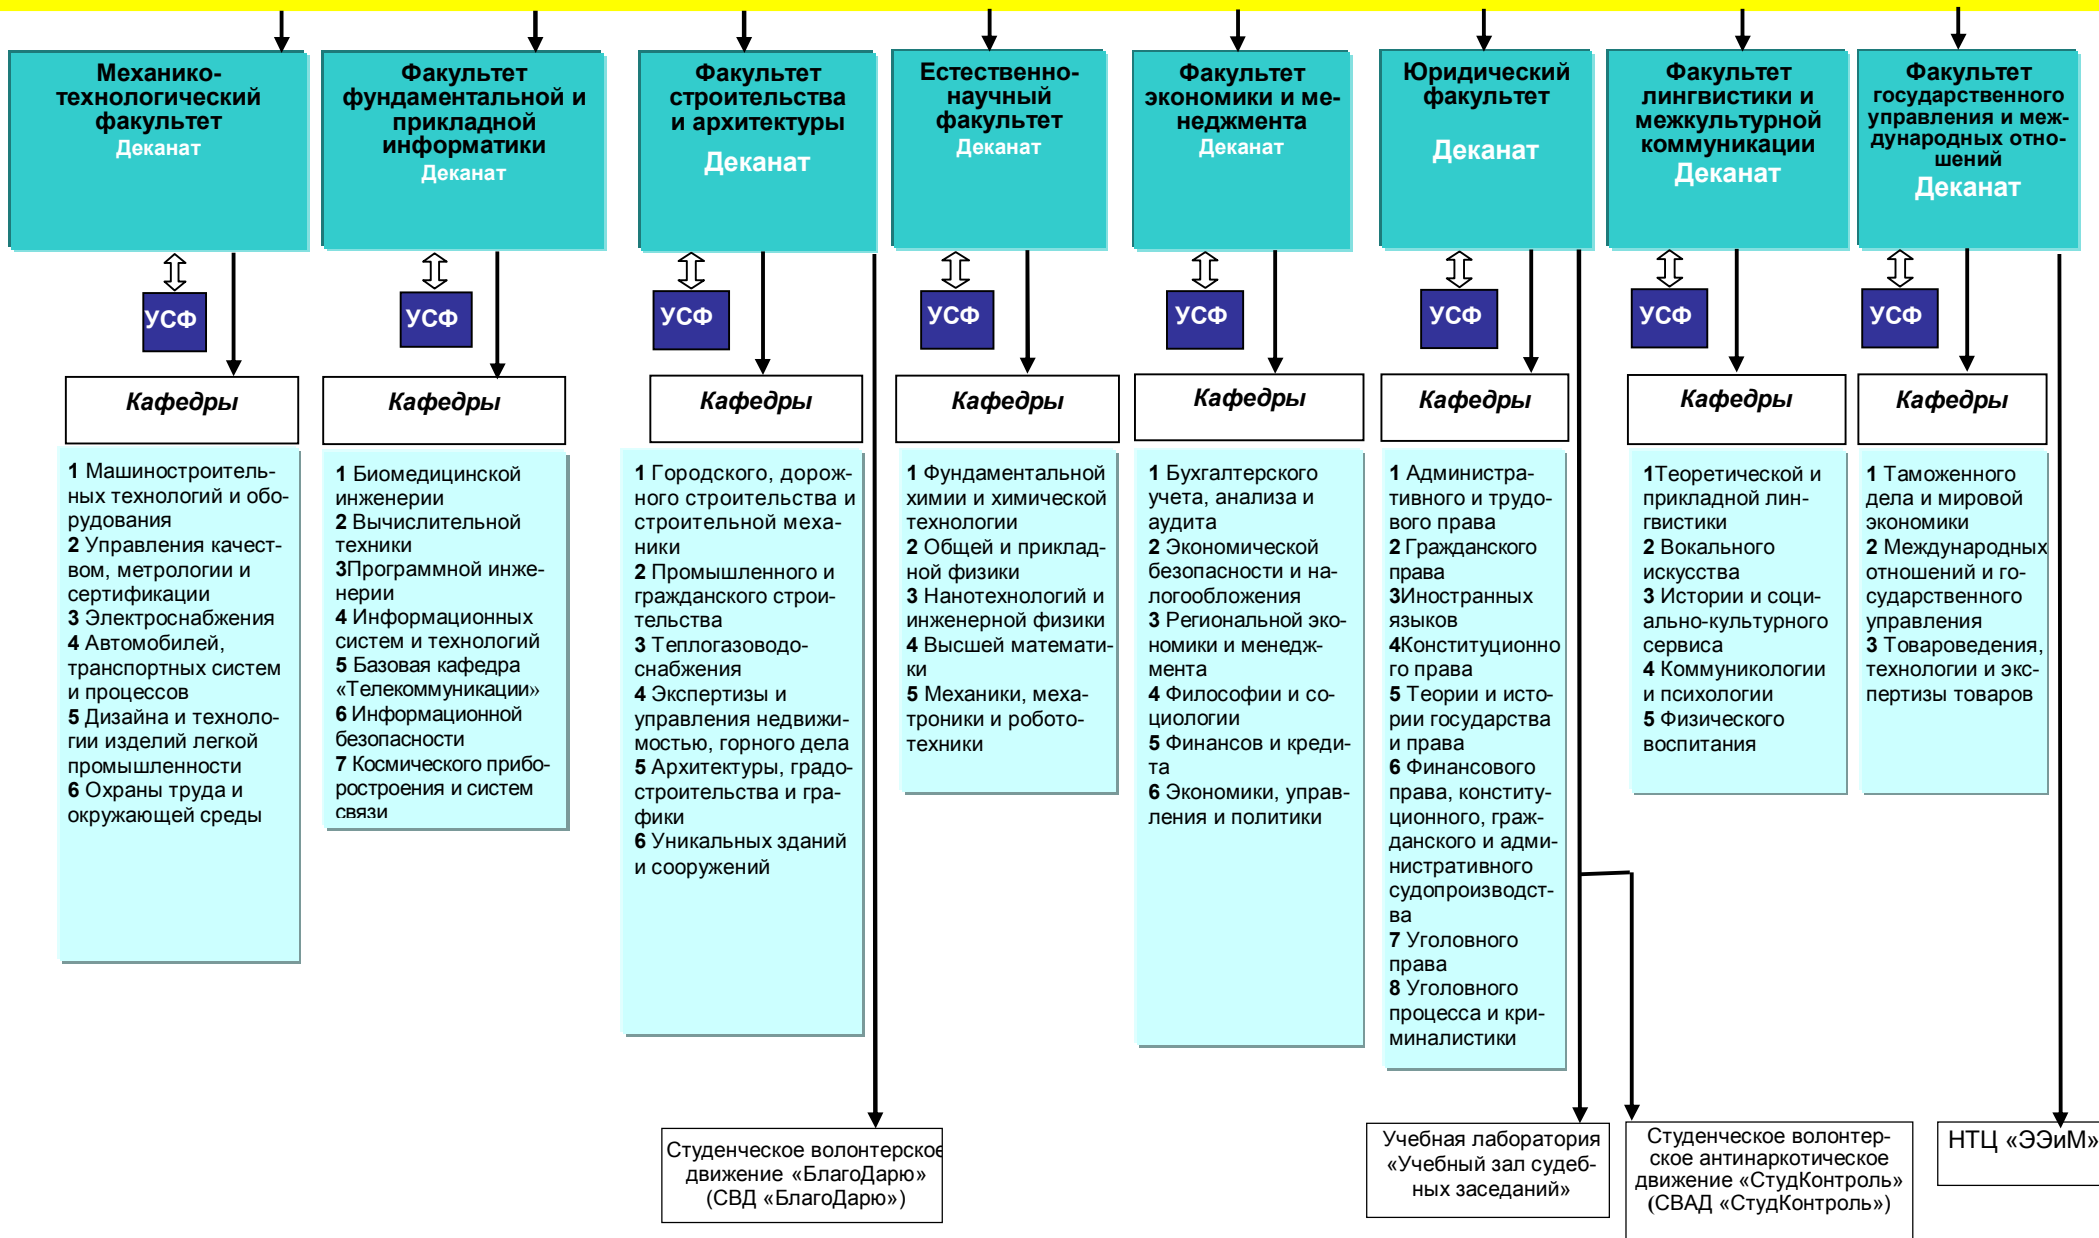 Механико-
технологический
факультет
Деканат
Факультет
фундаментальной и
прикладной
информатики
Деканат
Факультет
строительства
и архитектуры
Деканат
Естественно-
научный
факультет
Деканат
Факультет
экономики и ме-
неджмента
Деканат
Юридический
факультет
Деканат
Факультет
лингвистики и
межкультурной
коммуникации
Деканат
Факультет
государственного
управления и меж-
дународных отно-
шений
Деканат
УСФ
УСФ
УСФ
УСФ
УСФ
УСФ
УСФ
УСФ
Кафедры
Кафедры
Кафедры
Кафедры
Кафедры
Кафедры
Кафедры
Кафедры
1 Машиностроитель-
ных технологий и обо-
рудования
2 Управления качест-
вом, метрологии и
сертификации
3 Электроснабжения
4 Автомобилей,
транспортных систем
и процессов
5 Дизайна и техноло-
гии изделий легкой
промышленности
6 Охраны труда и
окружающей среды
1 Биомедицинской
инженерии
2 Вычислительной
техники
3Программной инже-
нерии
4 Информационных
систем и технологий
5 Базовая кафедра
«Телекоммуникации»
6 Информационной
безопасности
7 Космического прибо-
ростроения и систем
связи
1 Городского, дорож-
ного строительства и
строительной меха-
ники
2 Промышленного и
гражданского строи-
тельства
3 Теплогазоводо-
снабжения
4 Экспертизы и
управления недвижи-
мостью, горного дела
5 Архитектуры, градо-
строительства и гра-
фики
6 Уникальных зданий
и сооружений
1 Фундаментальной
химии и химической
технологии
2 Общей и приклад-
ной физики
3 Нанотехнологий и
инженерной физики
4 Высшей математи-
ки
5 Механики, меха-
троники и робото-
техники
1 Бухгалтерского
учета, анализа и
аудита
2 Экономической
безопасности и на-
логообложения
3 Региональной эко-
номики и менедж-
мента
4 Философии и со-
циологии
5 Финансов и креди-
та
6 Экономики, управ-
ления и политики
1 Администра-
тивного и трудо-
вого права
2 Гражданского
права
3Иностранных
языков
4Конституционно
го права
5 Теории и исто-
рии государства
и права
6 Финансового
права, конститу-
ционного, граж-
данского и адми-
нистративного
судопроизводст-
ва
7 Уголовного
права
8 Уголовного
процесса и кри-
миналистики
1Теоретической и
прикладной лин-
гвистики
2 Вокального
искусства
3 Истории и соци-
ально-культурного
сервиса
4 Коммуникологии
и психологии
5 Физического
воспитания
1 Таможенного
дела и мировой
экономики
2 Международных
отношений и го-
сударственного
управления
3 Товароведения,
технологии и экс-
пертизы товаров
Студенческое волонтерское
движение «БлагоДарю»
(СВД «БлагоДарю»)
Учебная лаборатория
«Учебный зал судеб-
ных заседаний»
Студенческое волонтер-
ское антинаркотическое
движение «СтудКонтроль»
(СВАД «СтудКонтроль»)
НТЦ «ЭЭиМ»